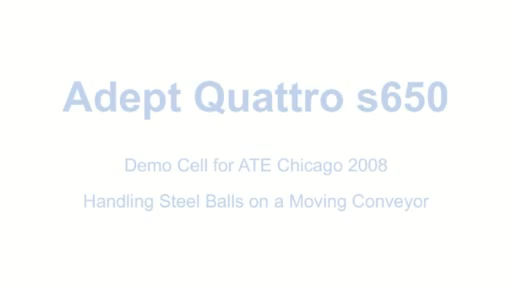 Adept Quattro s650
Demo Cell for ATE Chicago 2008
Handling Steel Balls on a Moving Conveyor